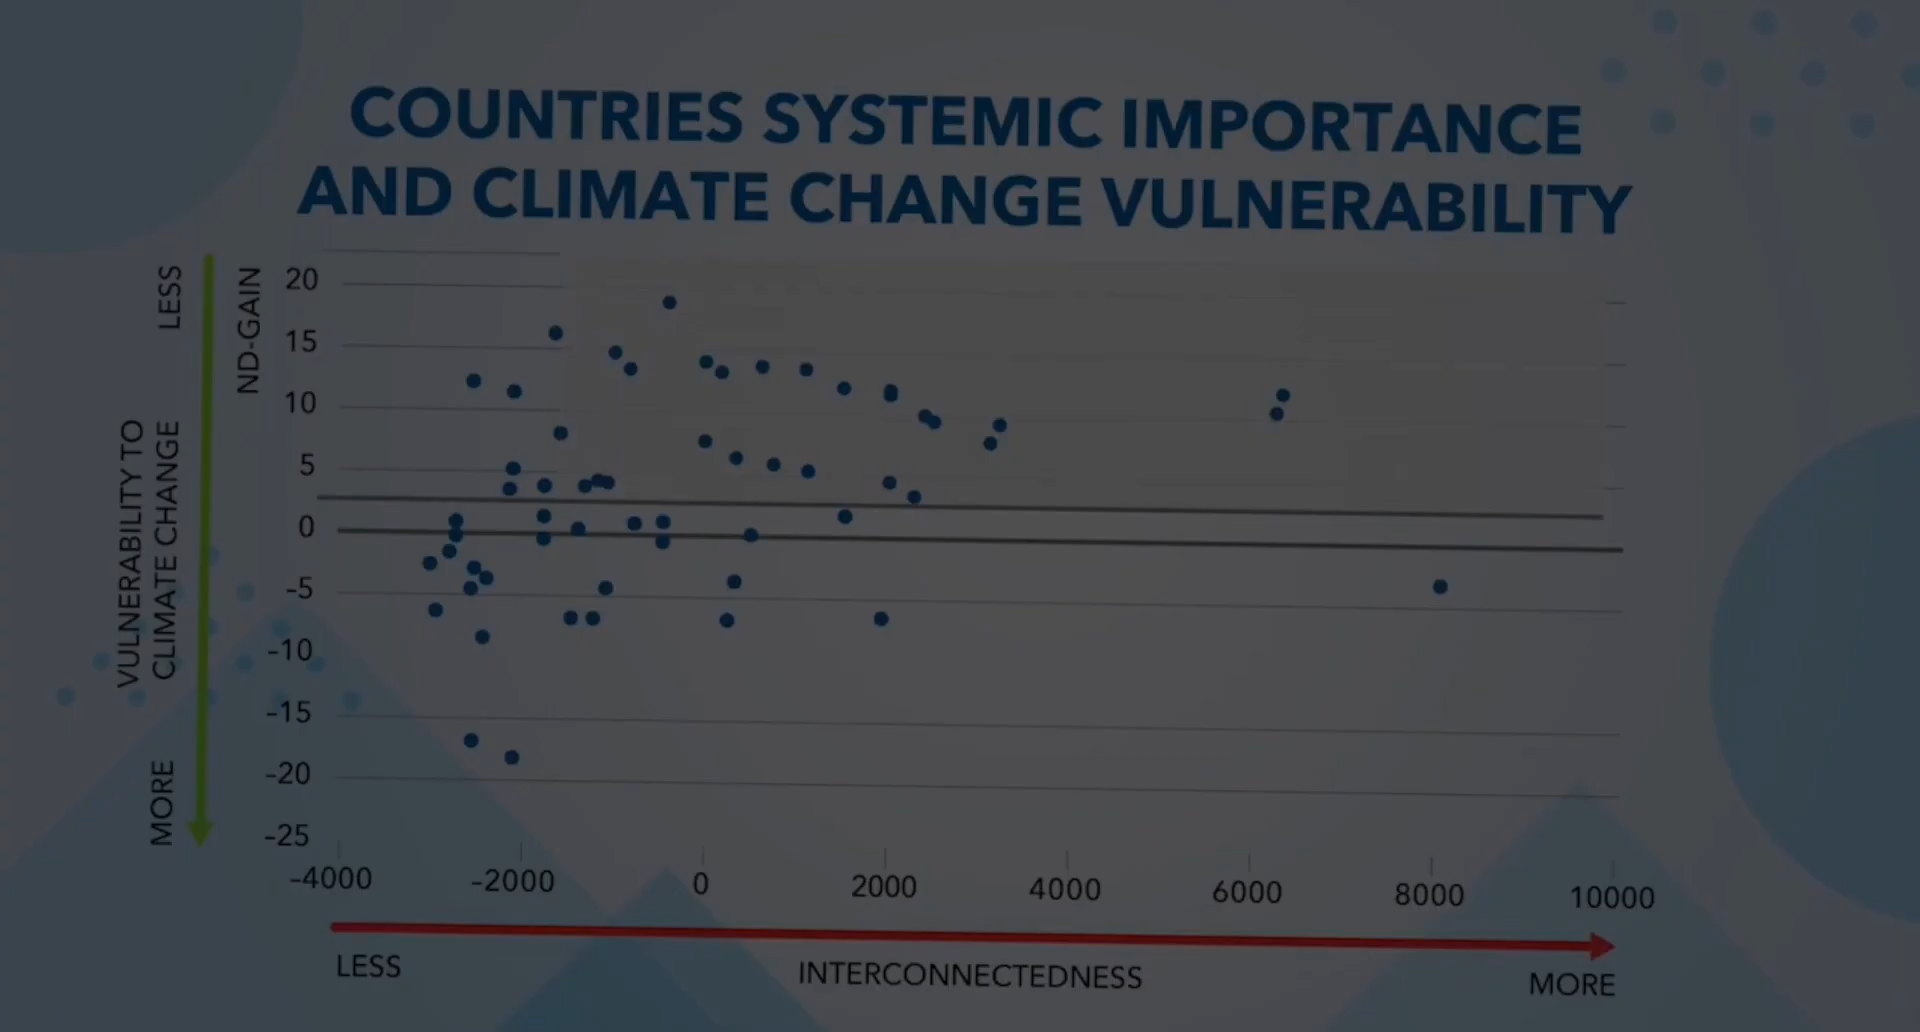 COUNTRIES SYSTEMIC IMPORTANCE
AND CLIMATE CHANGE VULNERABILITY
LESS
VULNERABILITY TO
CLIMATE CHANGE
MORE
ND-GAIN
20
15
10
5
0
-5
-10
-15
-20
-25
-4000
-2000
0
2000
4000
6000
8000
10000
LESS
INTERCONNECTEDNESS
MORE